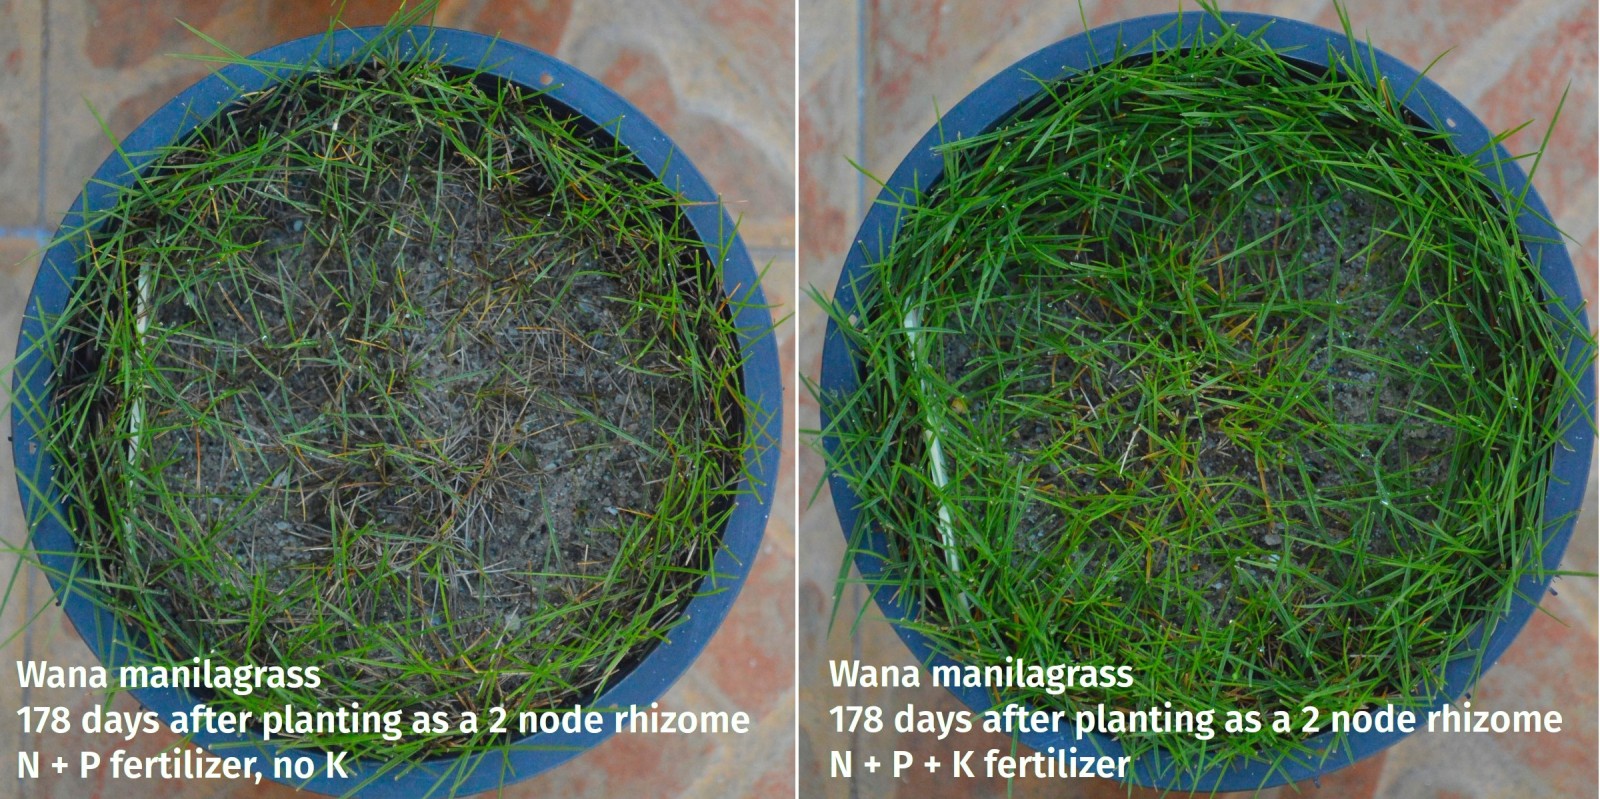 Wana manilagrass
178 days after planting as a 2 node rhizome
N + P fertilizer, no K
Wana manilagrass
178 days after planting as a 2 node rhizome
N + P + K fertilizer